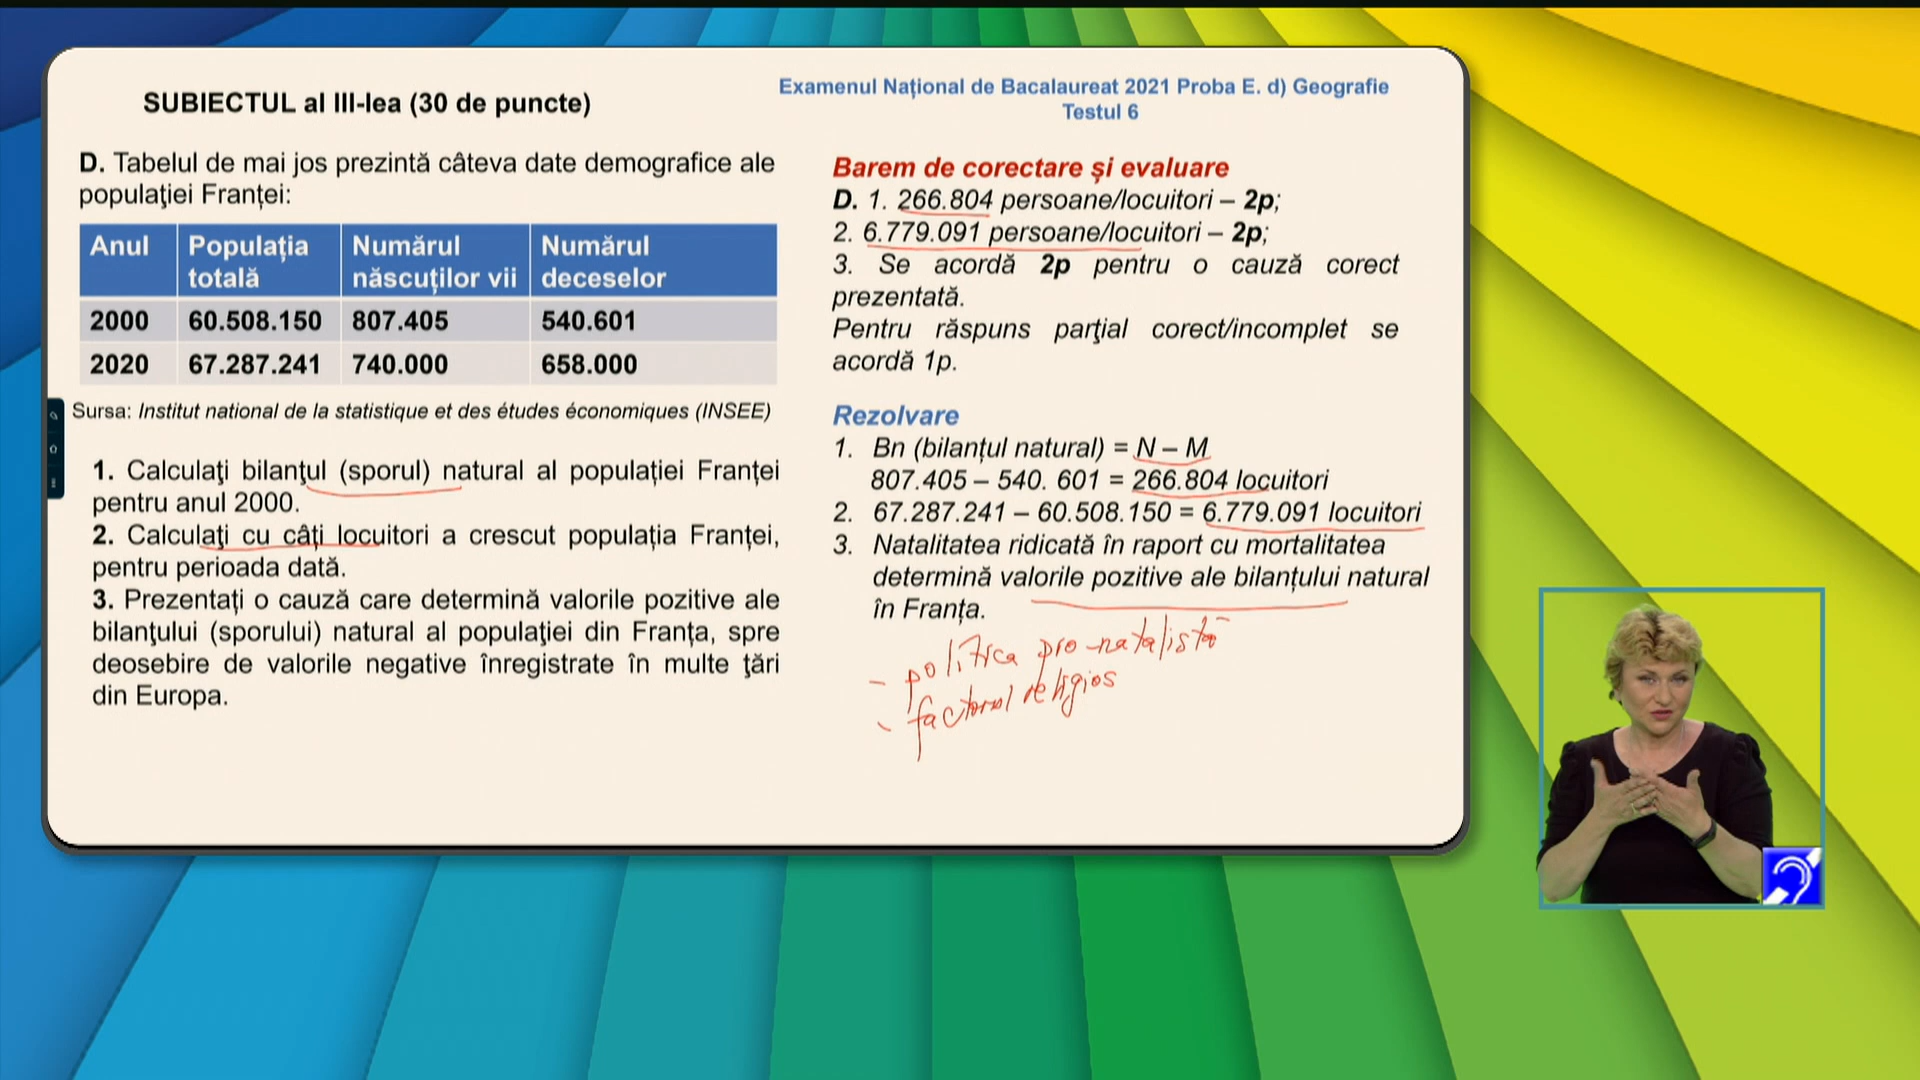 SUBIECTUL al III-lea (30 de puncte)
Examenul Național de Bacalaureat 2021 Proba E. d) Geografie
Testul 6
D. Tabelul de mai jos prezintă câteva date demografice ale
populaţiei Franței:
Anul | Populația totală | Numărul născuților vii | Numărul deceselor
2000 | 60.508.150 | 807.405 | 540.601
2020 | 67.287.241 | 740.000 | 658.000
Sursa: Institut national de la statistique et des études économiques (INSEE)
1. Calculaţi bilanţul (sporul) natural al populației Franței
pentru anul 2000.
2. Calculaţi cu câți locuitori a crescut populația Franței,
pentru perioada dată.
3. Prezentați o cauză care determină valorile pozitive ale
bilanţului (sporului) natural al populaţiei din Franța, spre
deosebire de valorile negative înregistrate în multe ţări
din Europa.
Barem de corectare și evaluare
D. 1. 266.804 persoane/locuitori – 2p;
2. 6.779.091 persoane/locuitori – 2p;
3. Se acordă 2p pentru o cauză corect
prezentată.
Pentru răspuns parţial corect/incomplet se
acordă 1p.
Rezolvare
1. Bn (bilanțul natural) = N – M
807.405 – 540. 601 = 266.804 locuitori
2. 67.287.241 – 60.508.150 = 6.779.091 locuitori
3. Natalitatea ridicată în raport cu mortalitatea
determină valorile pozitive ale bilanțului natural
în Franța.
- politica pro-natalistă
- factorul religios